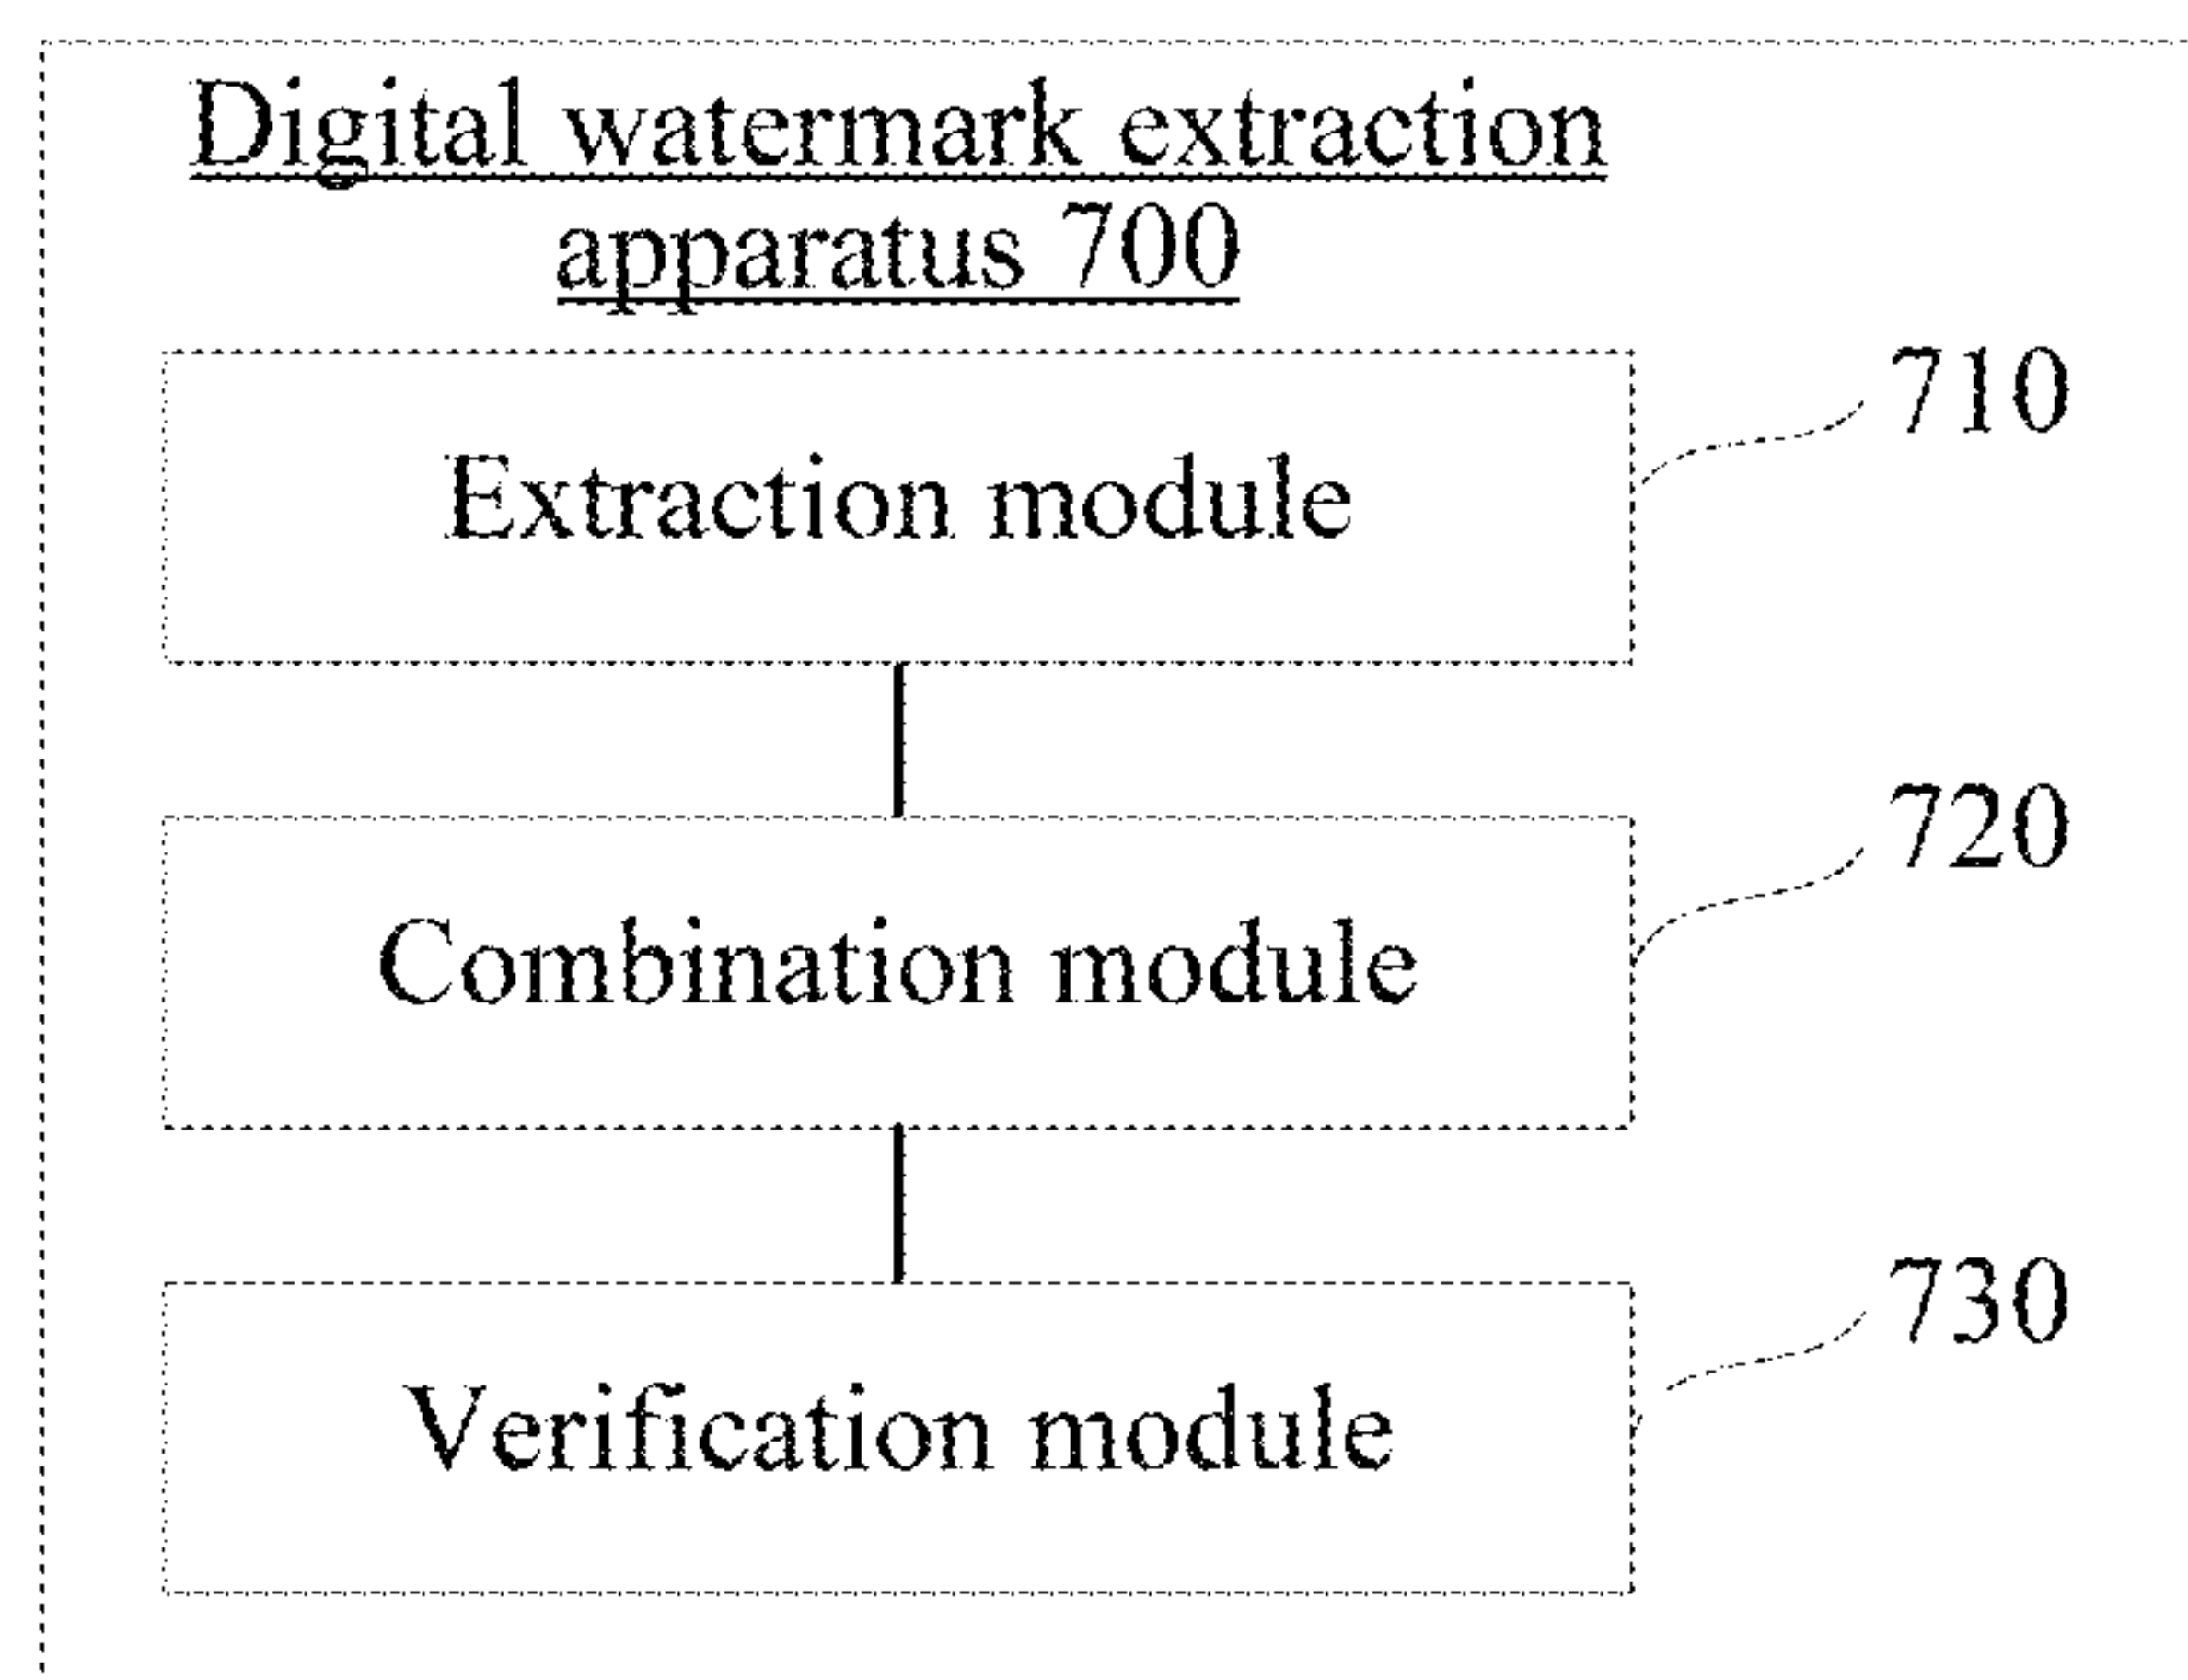 Digital watermark extraction
apparatus 700
710
Extraction module
720
Combination module
730
Verification module